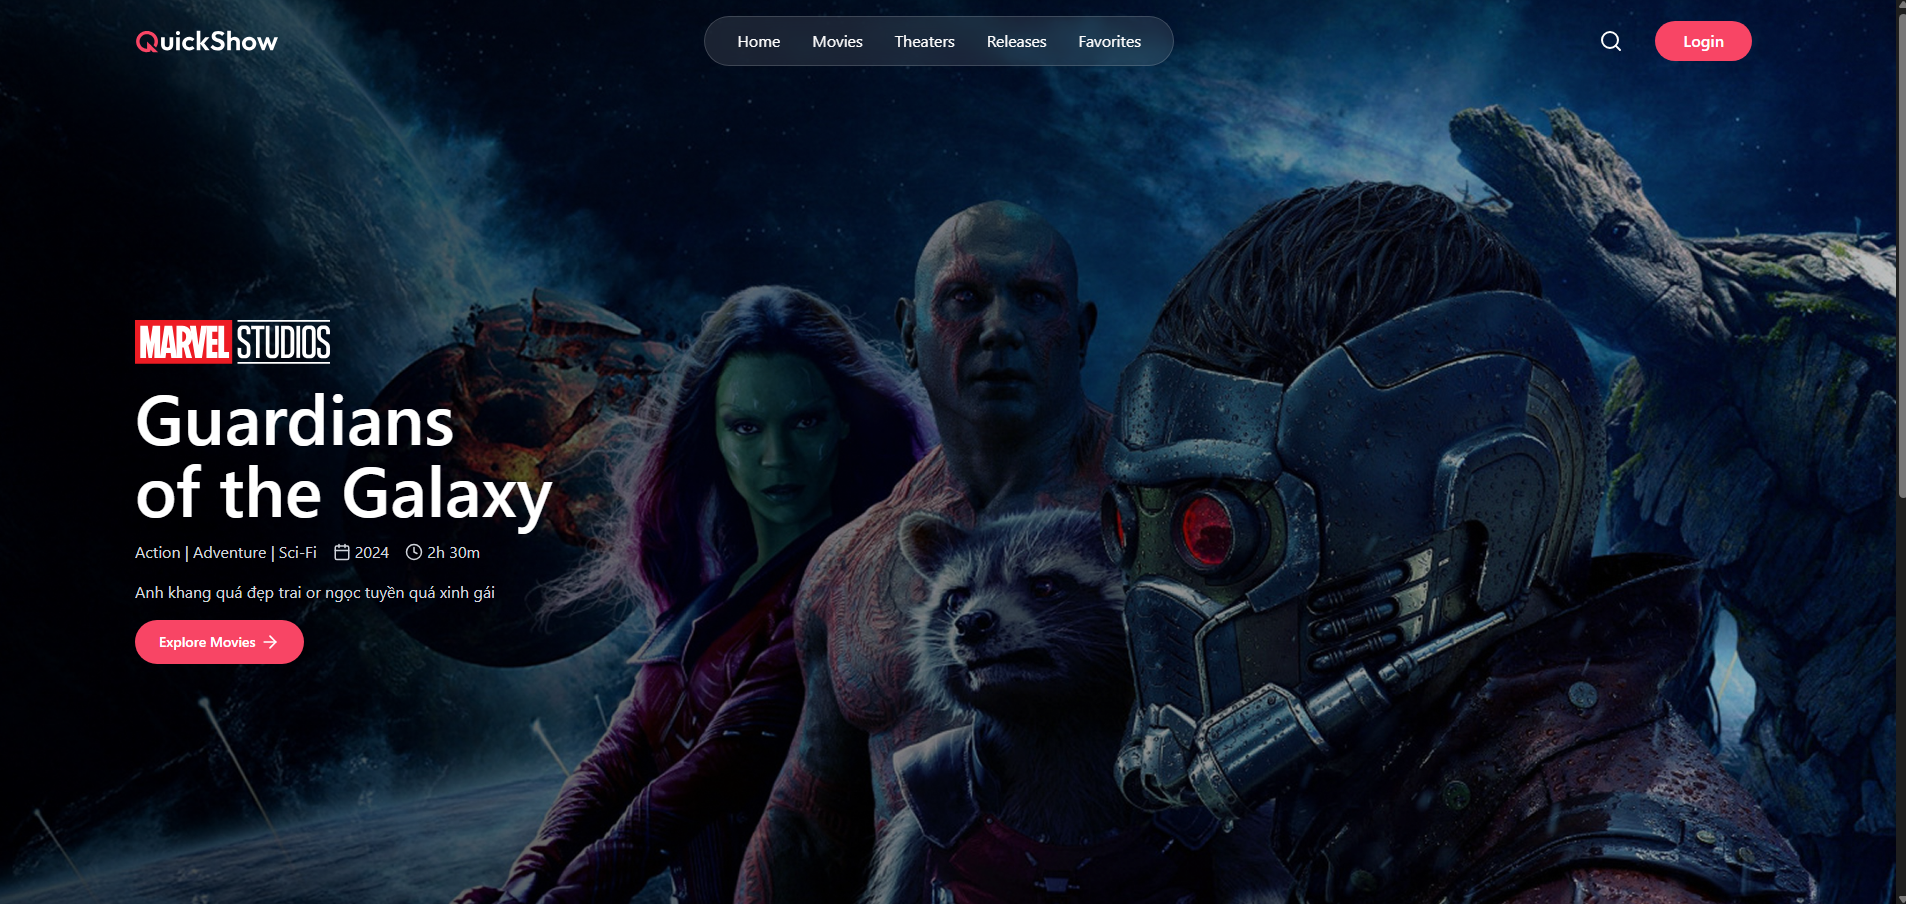 QuickShow
Home Movies Theaters Releases Favorites
Login
MARVEL STUDIOS
Guardians
of the Galaxy
Action | Adventure | Sci-Fi 2024 2h 30m
Anh khang quá đẹp trai or ngọc tuyền quá xinh gái
Explore Movies →